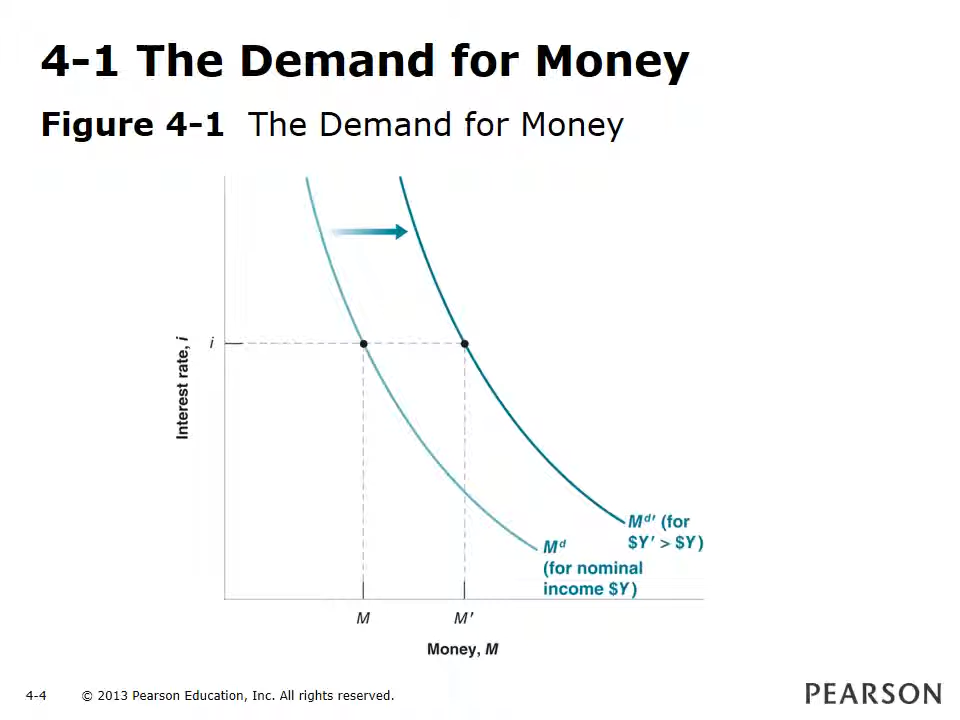 4-1 The Demand for Money
Figure 4-1 The Demand for Money
Interest rate, i
i
Mᵈ′ (for
$Y′ > $Y)
Mᵈ
(for nominal
income $Y)
M
M′
Money, M
4-4
© 2013 Pearson Education, Inc. All rights reserved.
PEARSON